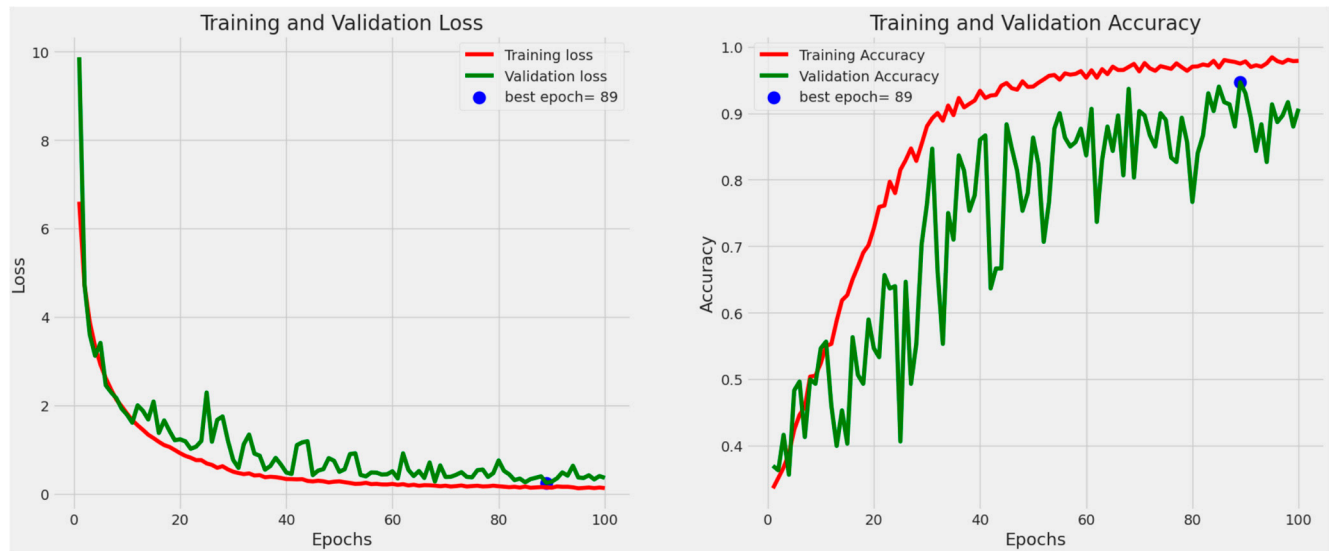 Training and Validation Loss
10
8
6
4
2
0
Loss
Training loss
Validation loss
best epoch= 89
0 20 40 60 80 100
Epochs
Training and Validation Accuracy
1.0
0.9
0.8
0.7
0.6
0.5
0.4
Accuracy
Training Accuracy
Validation Accuracy
best epoch= 89
0 20 40 60 80 100
Epochs